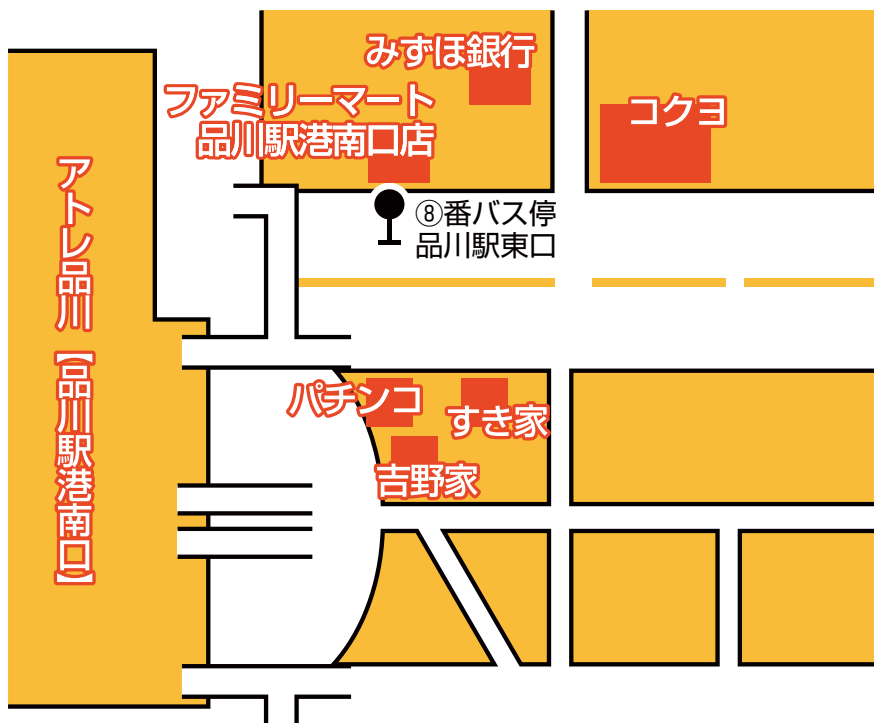 みずほ銀行
ファミリーマート
品川駅港南口店
コクヨ
⑧番バス停
品川駅東口
アトレ品川【品川駅港南口】
パチンコ
すき家
吉野家